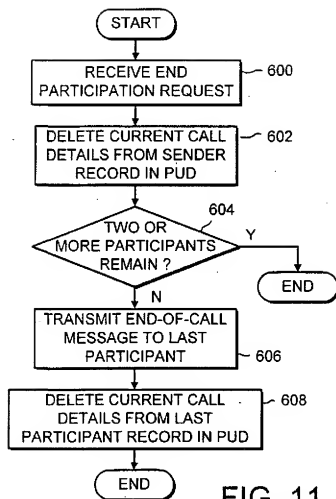 START
RECEIVE END
PARTICIPATION REQUEST
600
DELETE CURRENT CALL
DETAILS FROM SENDER
RECORD IN PUD
602
TWO OR
MORE PARTICIPANTS
REMAIN ?
604
Y
END
N
TRANSMIT END-OF-CALL
MESSAGE TO LAST
PARTICIPANT
606
DELETE CURRENT CALL
DETAILS FROM LAST
PARTICIPANT RECORD IN PUD
608
END
FIG. 11